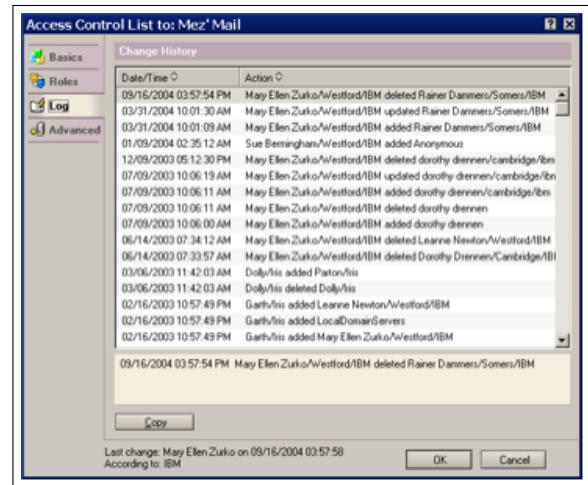 Access Control List to: Mez' Mail
Basics
Roles
Log
Advanced
Change History
Date/Time Action
09/16/2004 03:57:54 PM Mary Ellen Zurko/Westford/IBM deleted Rainer Dammers/Somers/IBM
03/31/2004 10:01:30 AM Mary Ellen Zurko/Westford/IBM updated Rainer Dammers/Somers/IBM
03/31/2004 10:01:09 AM Mary Ellen Zurko/Westford/IBM added Rainer Dammers/Somers/IBM
01/09/2004 02:35:12 AM Sue Bermingham/Westford/IBM added Anonymous
12/09/2003 05:12:30 PM Mary Ellen Zurko/Westford/IBM deleted dorothy drennen/cambridge/ibm
07/09/2003 10:06:19 AM Mary Ellen Zurko/Westford/IBM updated dorothy drennen/cambridge/ibn
07/09/2003 10:06:11 AM Mary Ellen Zurko/Westford/IBM added dorothy drennen/cambridge/ibm
07/09/2003 10:06:11 AM Mary Ellen Zurko/Westford/IBM deleted dorothy drennen
07/09/2003 10:06:00 AM Mary Ellen Zurko/Westford/IBM added dorothy drennen
06/14/2003 07:34:12 AM Mary Ellen Zurko/Westford/IBM deleted Leanne Newton/Westford/IBM
06/14/2003 07:33:57 AM Mary Ellen Zurko/Westford/IBM deleted Dorothy Drennen/Cambridge/IBI
03/06/2003 11:42:03 AM Dolly/Iris added Parton/Iris
03/06/2003 11:42:03 AM Dolly/Iris deleted Dolly/Iris
02/16/2003 10:57:49 PM Garth/Iris added Leanne Newton/Westford/IBM
02/16/2003 10:57:49 PM Garth/Iris added LocalDomainServers
02/16/2003 10:57:49 PM Garth/Iris added Mary Ellen Zurko/Westford/IBM
09/16/2004 03:57:54 PM Mary Ellen Zurko/Westford/IBM deleted Rainer Dammers/Somers/IBM
Copy
Last change: Mary Ellen Zurko on 09/16/2004 03:57:58
According to: IBM
OK Cancel